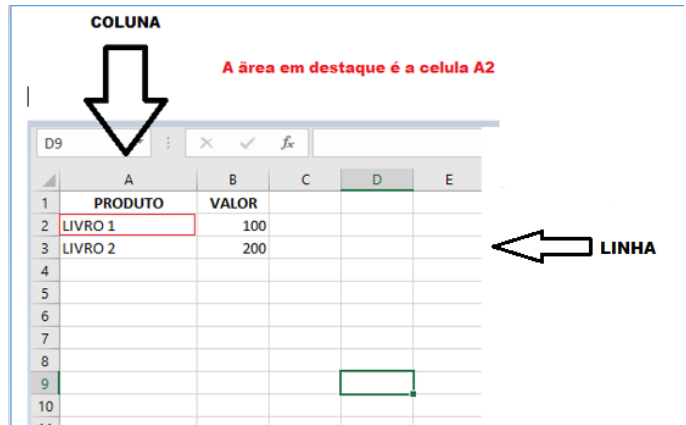 COLUNA
A ãrea em destaque é a celula A2
D9 fx
A B C D E
1 PRODUTO VALOR
2 LIVRO 1 100
3 LIVRO 2 200
LINHA
4
5
6
7
8
9
10